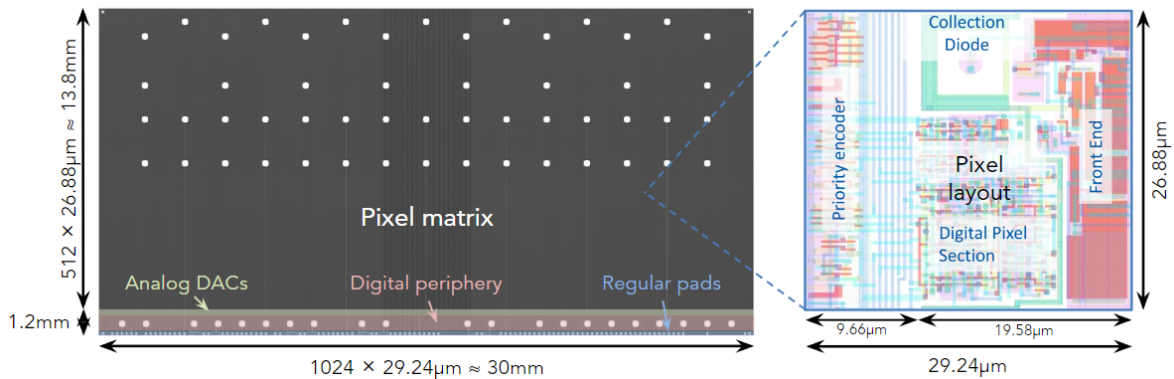 512 × 26.88μm ≈ 13.8mm
1.2mm
Pixel matrix
Analog DACs
Digital periphery
Regular pads
1024 × 29.24μm ≈ 30mm
Collection
Diode
Priority encoder
Pixel
layout
Front End
Digital Pixel
Section
26.88μm
9.66μm
19.58μm
29.24μm